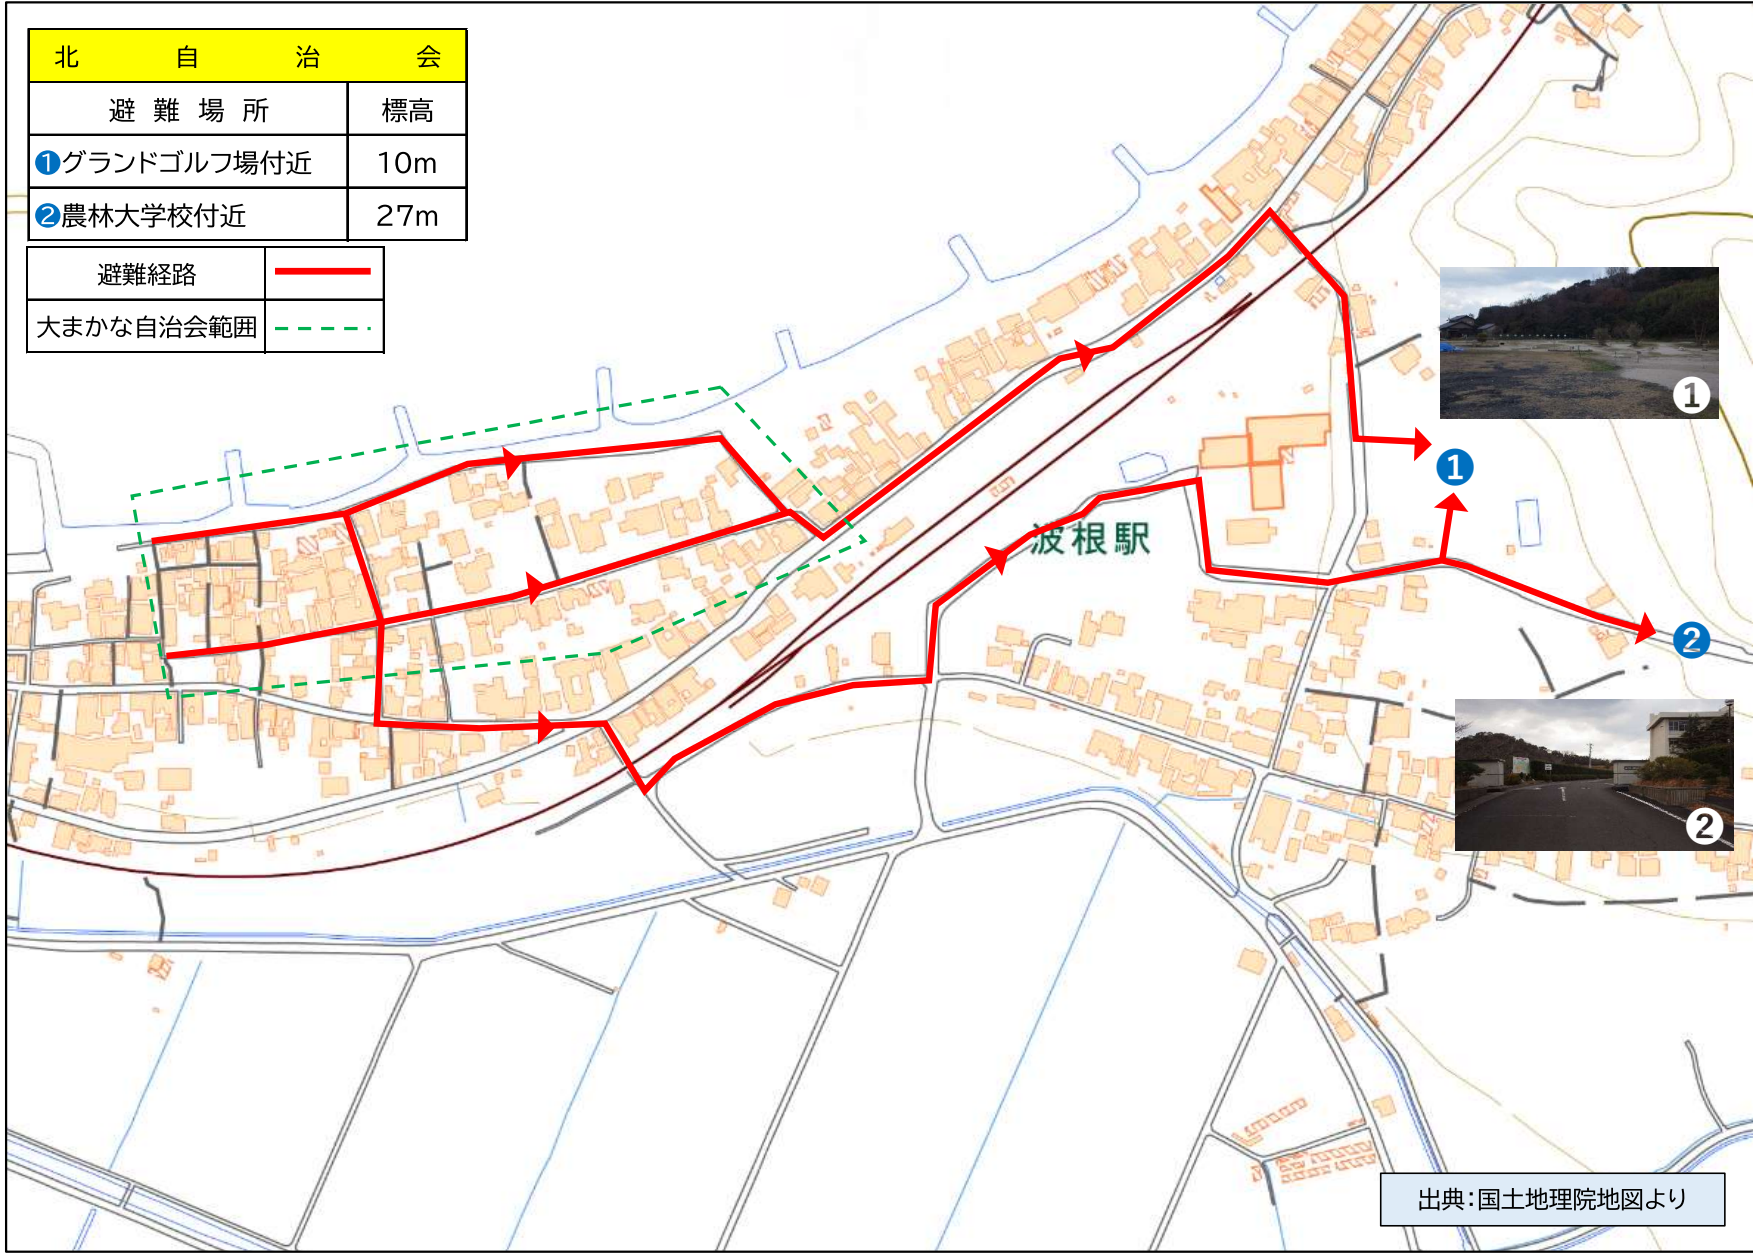 北自治会
避難場所 標高
❶グランドゴルフ場付近 10m
❷農林大学校付近 27m
避難経路
大まかな自治会範囲
1
❶
波根駅
❷
2
出典：国土地理院地図より